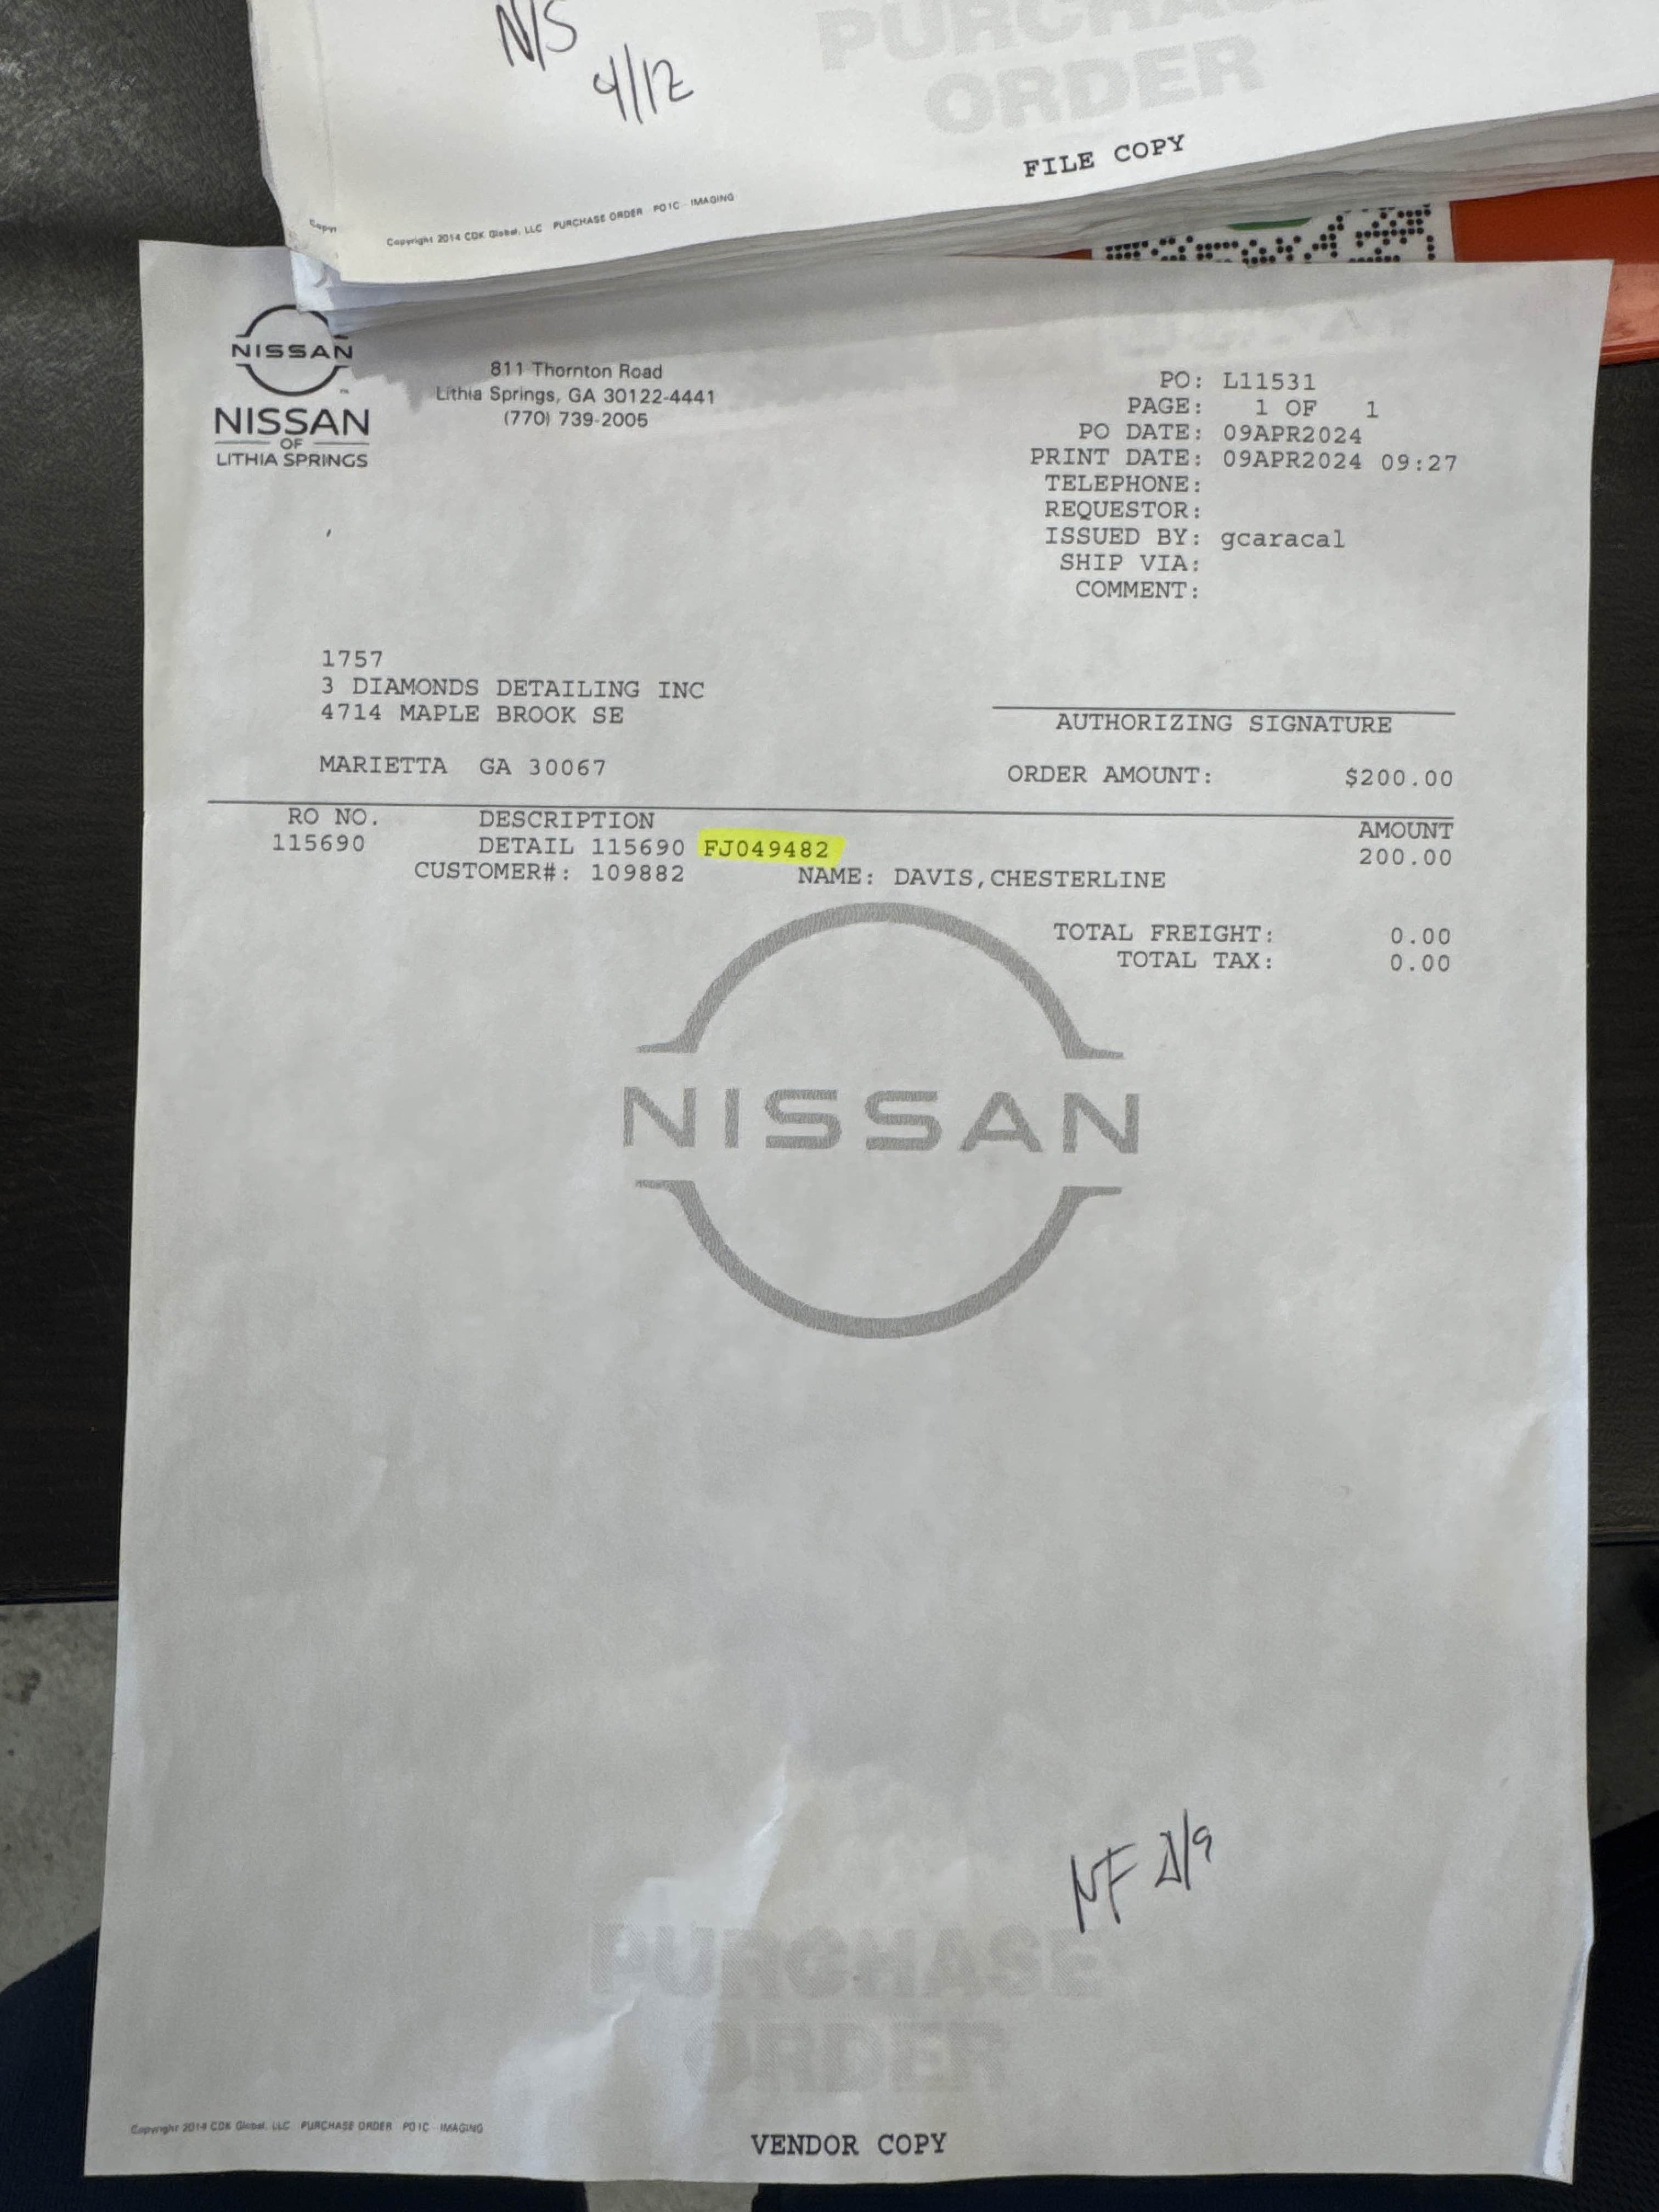 N/S
4/12
PURCHASE
ORDER
FILE COPY
Copyright 2014 CDK Global, LLC PURCHASE ORDER PO1C - IMAGING
NISSAN
NISSAN
OF
LITHIA SPRINGS
811 Thornton Road
Lithia Springs, GA 30122-4441
(770) 739-2005
PO: L11531
PAGE: 1 OF 1
PO DATE: 09APR2024
PRINT DATE: 09APR2024 09:27
TELEPHONE:
REQUESTOR:
ISSUED BY: gcaracal
SHIP VIA:
COMMENT:
1757
3 DIAMONDS DETAILING INC
4714 MAPLE BROOK SE
MARIETTA GA 30067
AUTHORIZING SIGNATURE
ORDER AMOUNT: $200.00
RO NO. DESCRIPTION AMOUNT
115690 DETAIL 115690 FJ049482 200.00
CUSTOMER#: 109882 NAME: DAVIS,CHESTERLINE
TOTAL FREIGHT: 0.00
TOTAL TAX: 0.00
NISSAN
NF
PURCHASE
ORDER
Copyright 2014 CDK Global, LLC PURCHASE ORDER PO1C - IMAGING
VENDOR COPY